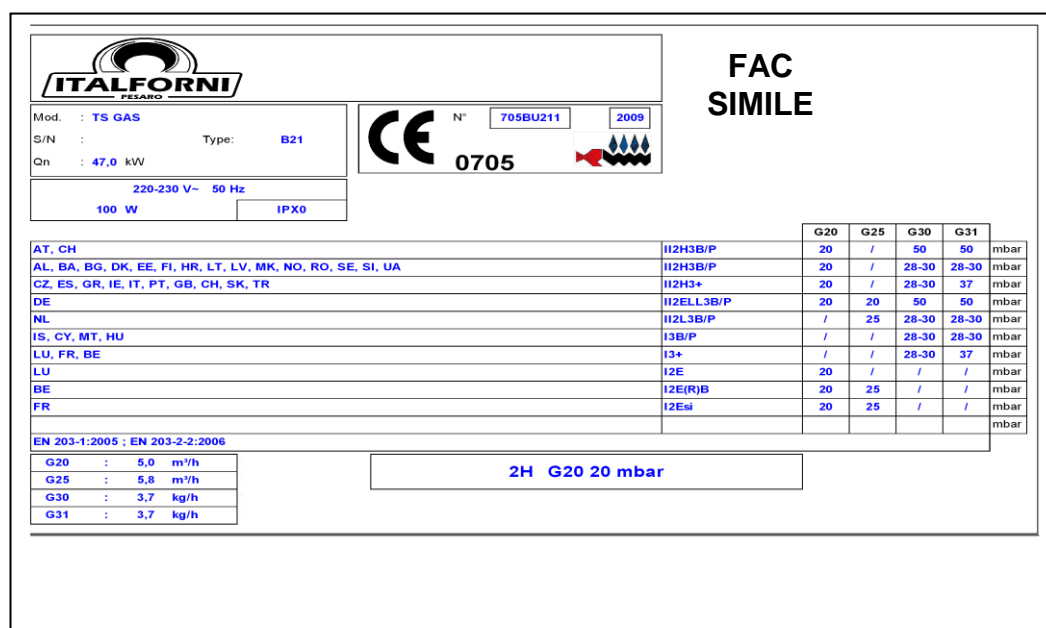 ITALFORNI
PESARO
FAC
SIMILE
Mod. : TS GAS
S/N : Type: B21
Qn : 47,0 kW
CE N° 705BU211 2009
0705
220-230 V~ 50 Hz
100 W IPX0
G20 G25 G30 G31
AT, CH II2H3B/P 20 / 50 50 mbar
AL, BA, BG, DK, EE, FI, HR, LT, LV, MK, NO, RO, SE, SI, UA II2H3B/P 20 / 28-30 28-30 mbar
CZ, ES, GR, IE, IT, PT, GB, CH, SK, TR II2H3+ 20 / 28-30 37 mbar
DE II2ELL3B/P 20 20 50 50 mbar
NL II2L3B/P / 25 28-30 28-30 mbar
IS, CY, MT, HU I3B/P / / 28-30 28-30 mbar
LU, FR, BE I3+ / / 28-30 37 mbar
LU I2E 20 / / / mbar
BE I2E(R)B 20 25 / / mbar
FR I2Esi 20 25 / / mbar
mbar
EN 203-1:2005 ; EN 203-2-2:2006
G20 : 5,0 m³/h
G25 : 5,8 m³/h
G30 : 3,7 kg/h
G31 : 3,7 kg/h
2H G20 20 mbar